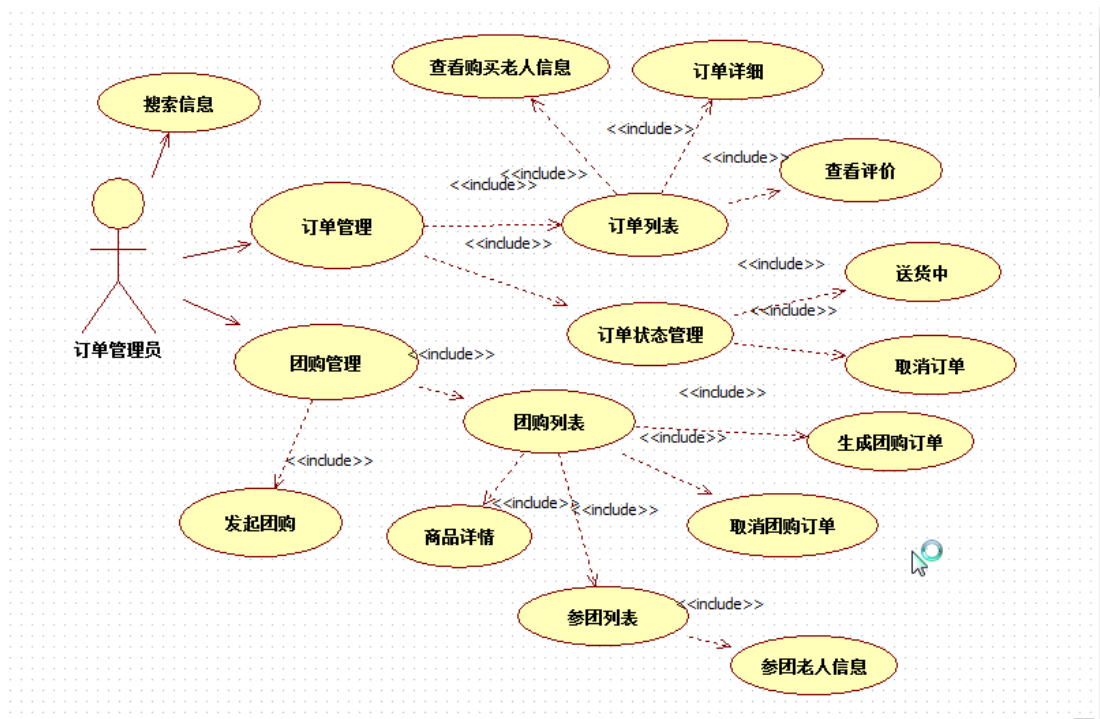 查看购买老人信息
订单详细
搜索信息
<<include>>
<<include>>
查看评价
<<include>>
<<include>>
订单管理
订单列表
<<include>>
<<include>>
送货中
<<include>>
订单状态管理
订单管理员
<<include>>
团购管理
取消订单
<<include>>
团购列表
<<include>>
生成团购订单
<<include>>
发起团购
<<include>>
<<include>>
商品详情
取消团购订单
<<include>>
参团列表
参团老人信息